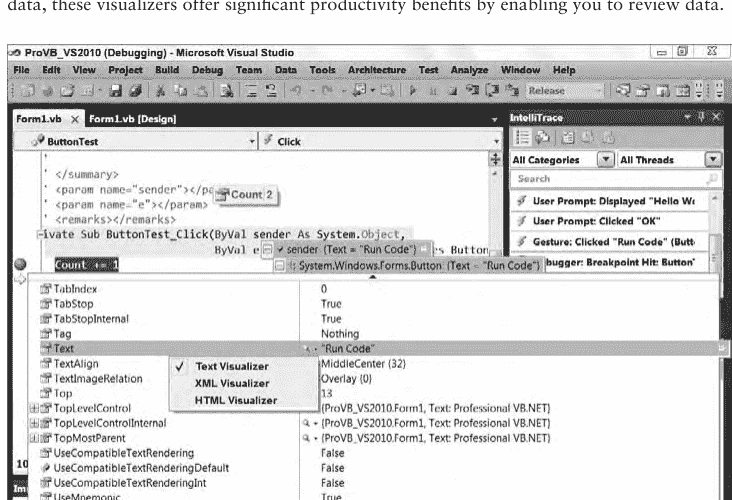 data, these visualizers offer significant productivity benefits by enabling you to review data.
ProVB_VS2010 (Debugging) - Microsoft Visual Studio
File Edit View Project Build Debug Team Data Tools Architecture Test Analyze Window Help
Release
Form1.vb × Form1.vb [Design]
IntelliTrace
ButtonTest Click
All Categories All Threads
Search
'
' </summary>
' <param name="sender"></pa
Count 2
' <param name="e"></param>
' <remarks></remarks>
ivate Sub ButtonTest_Click(ByVal sender As System.Object,
ByVal e sender {Text = "Run Code"} es Button
Count += 1
System.Windows.Forms.Button {Text = "Run Code"}
User Prompt: Displayed "Hello We
User Prompt: Clicked "OK"
Gesture: Clicked "Run Code" (Butt
bugger: Breakpoint Hit: Button
TabIndex 0
TabStop True
TabStopInternal True
Tag Nothing
Text "Run Code"
TextAlign MiddleCenter {32}
TextImageRelation Overlay {0}
Top 13
Text Visualizer
XML Visualizer
HTML Visualizer
TopLevelControl {ProVB_VS2010.Form1, Text: Professional VB.NET}
TopLevelControlInternal {ProVB_VS2010.Form1, Text: Professional VB.NET}
TopMostParent {ProVB_VS2010.Form1, Text: Professional VB.NET}
UseCompatibleTextRendering False
UseCompatibleTextRenderingDefault False
UseCompatibleTextRenderingInt False
UseMnemonic True
10
Im